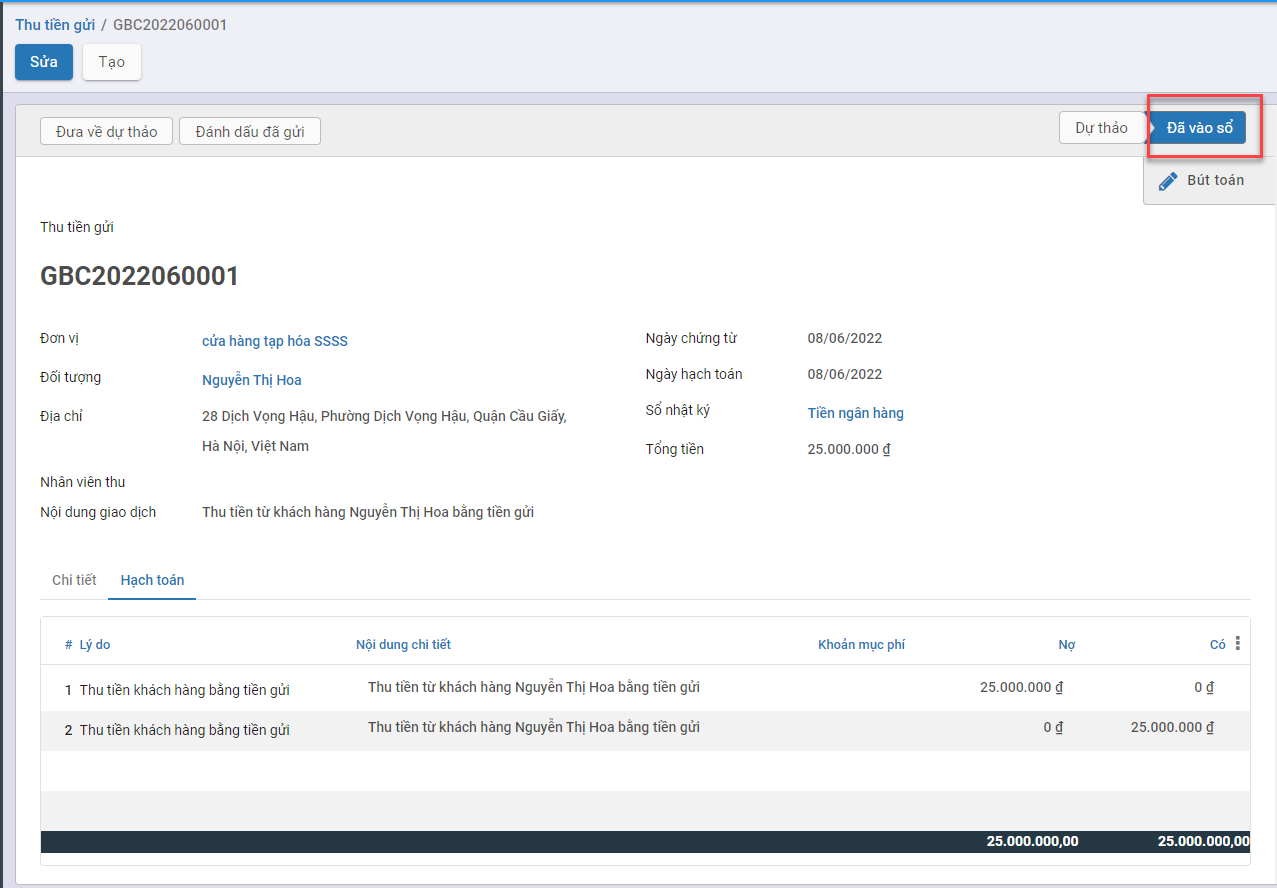 Thu tiền gửi / GBC2022060001
Sửa Tạo
Đưa về dự thảo Đánh dấu đã gửi Dự thảo Đã vào sổ
Bút toán
Thu tiền gửi
GBC2022060001
Đơn vị cửa hàng tạp hóa SSSS Ngày chứng từ 08/06/2022
Đối tượng Nguyễn Thị Hoa Ngày hạch toán 08/06/2022
Địa chỉ 28 Dịch Vọng Hậu, Phường Dịch Vọng Hậu, Quận Cầu Giấy, Sổ nhật ký Tiền ngân hàng
Hà Nội, Việt Nam Tổng tiền 25.000.000 ₫
Nhân viên thu
Nội dung giao dịch Thu tiền từ khách hàng Nguyễn Thị Hoa bằng tiền gửi
Chi tiết Hạch toán
# Lý do Nội dung chi tiết Khoản mục phí Nợ Có
1 Thu tiền khách hàng bằng tiền gửi Thu tiền từ khách hàng Nguyễn Thị Hoa bằng tiền gửi 25.000.000 ₫ 0 ₫
2 Thu tiền khách hàng bằng tiền gửi Thu tiền từ khách hàng Nguyễn Thị Hoa bằng tiền gửi 0 ₫ 25.000.000 ₫
25.000.000,00 25.000.000,00